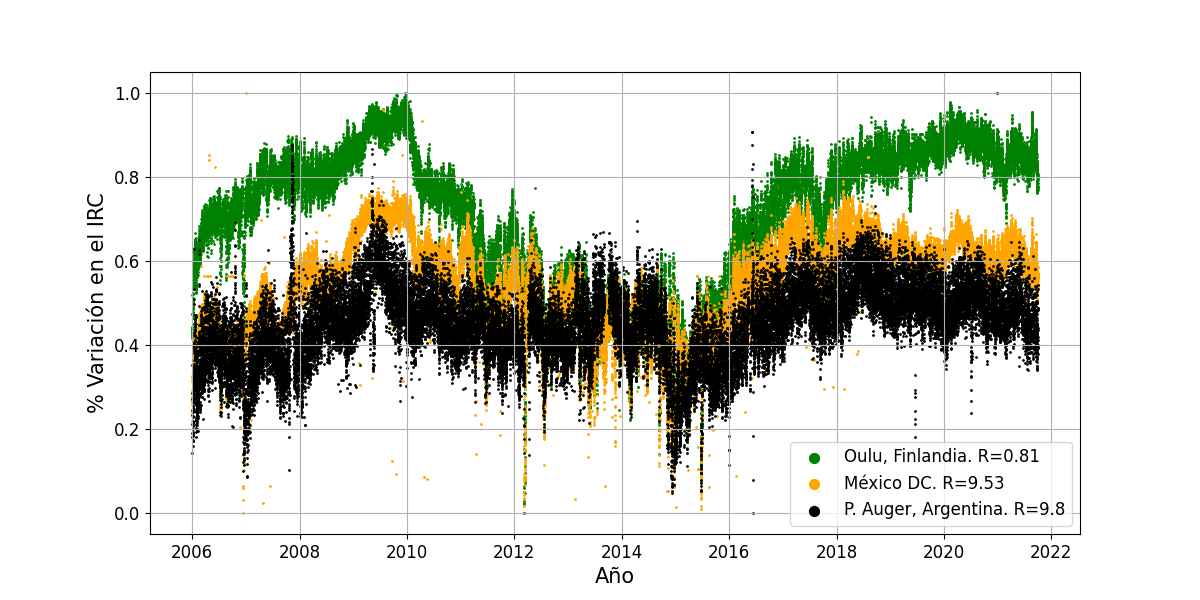 % Variación en el IRC
1.0
0.8
0.6
0.4
0.2
0.0
Oulu, Finlandia. R=0.81
México DC. R=9.53
P. Auger, Argentina. R=9.8
2006 2008 2010 2012 2014 2016 2018 2020 2022
Año